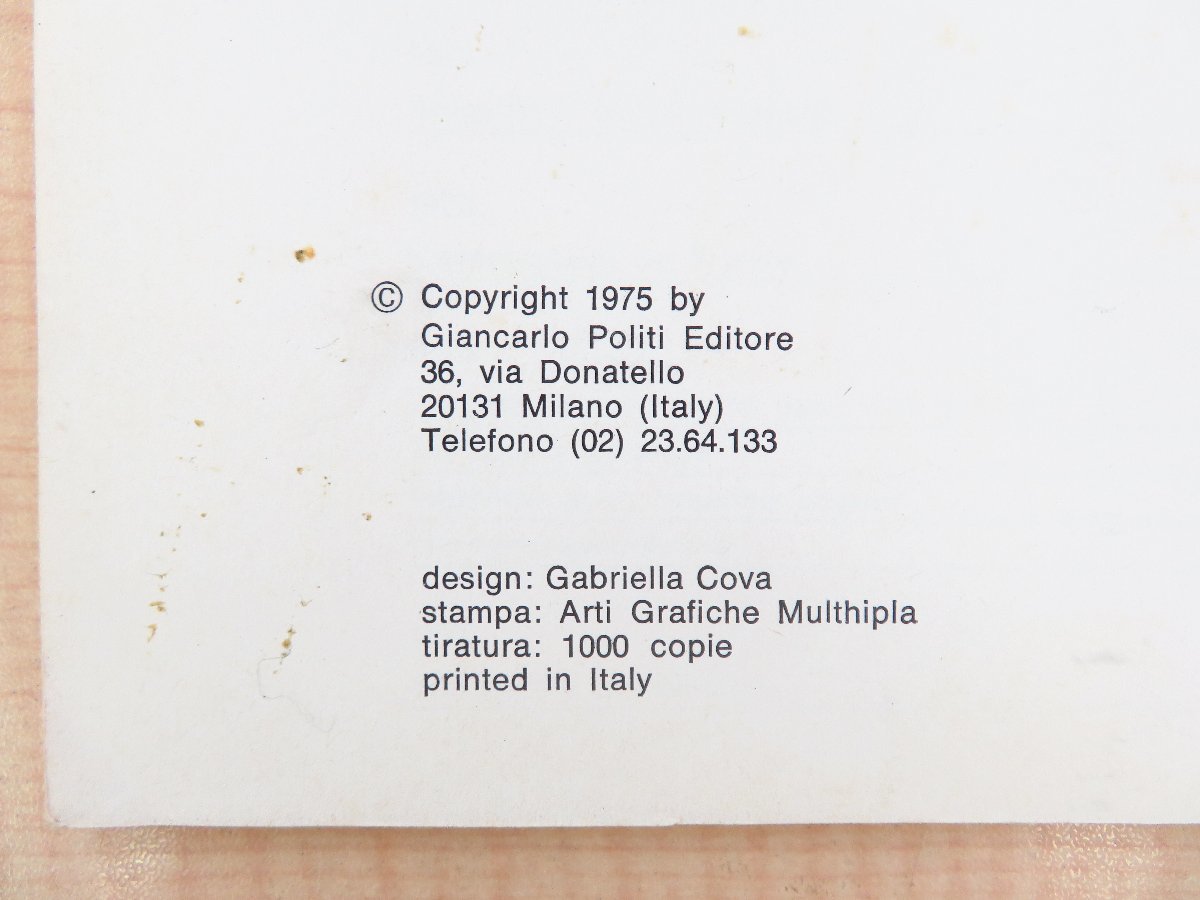 © Copyright 1975 by
Giancarlo Politi Editore
36, via Donatello
20131 Milano (Italy)
Telefono (02) 23.64.133
design: Gabriella Cova
stampa: Arti Grafiche Multhipla
tiratura: 1000 copie
printed in Italy